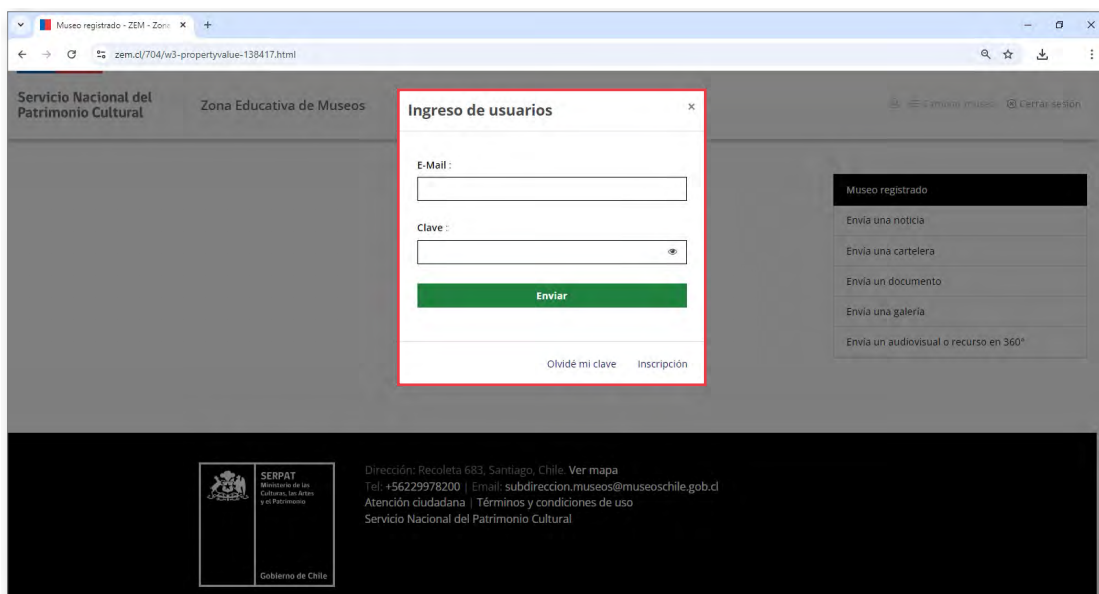 Museo registrado - ZEM - Zona
zem.cl/704/w3-propertyvalue-138417.html
Servicio Nacional del
Patrimonio Cultural
Zona Educativa de Museos
Cambiar museo
Cerrar sesión
Ingreso de usuarios
E-Mail :
Clave :
Enviar
Olvidé mi clave Inscripción
Museo registrado
Envía una noticia
Envía una cartelera
Envía un documento
Envía una galería
Envía un audiovisual o recurso en 360°
SERPAT
Ministerio de las
Culturas, las Artes
y el Patrimonio
Gobierno de Chile
Dirección: Recoleta 683, Santiago, Chile. Ver mapa
Tel: +56229978200 | Email: subdireccion.museos@museoschile.gob.cl
Atención ciudadana | Términos y condiciones de uso
Servicio Nacional del Patrimonio Cultural